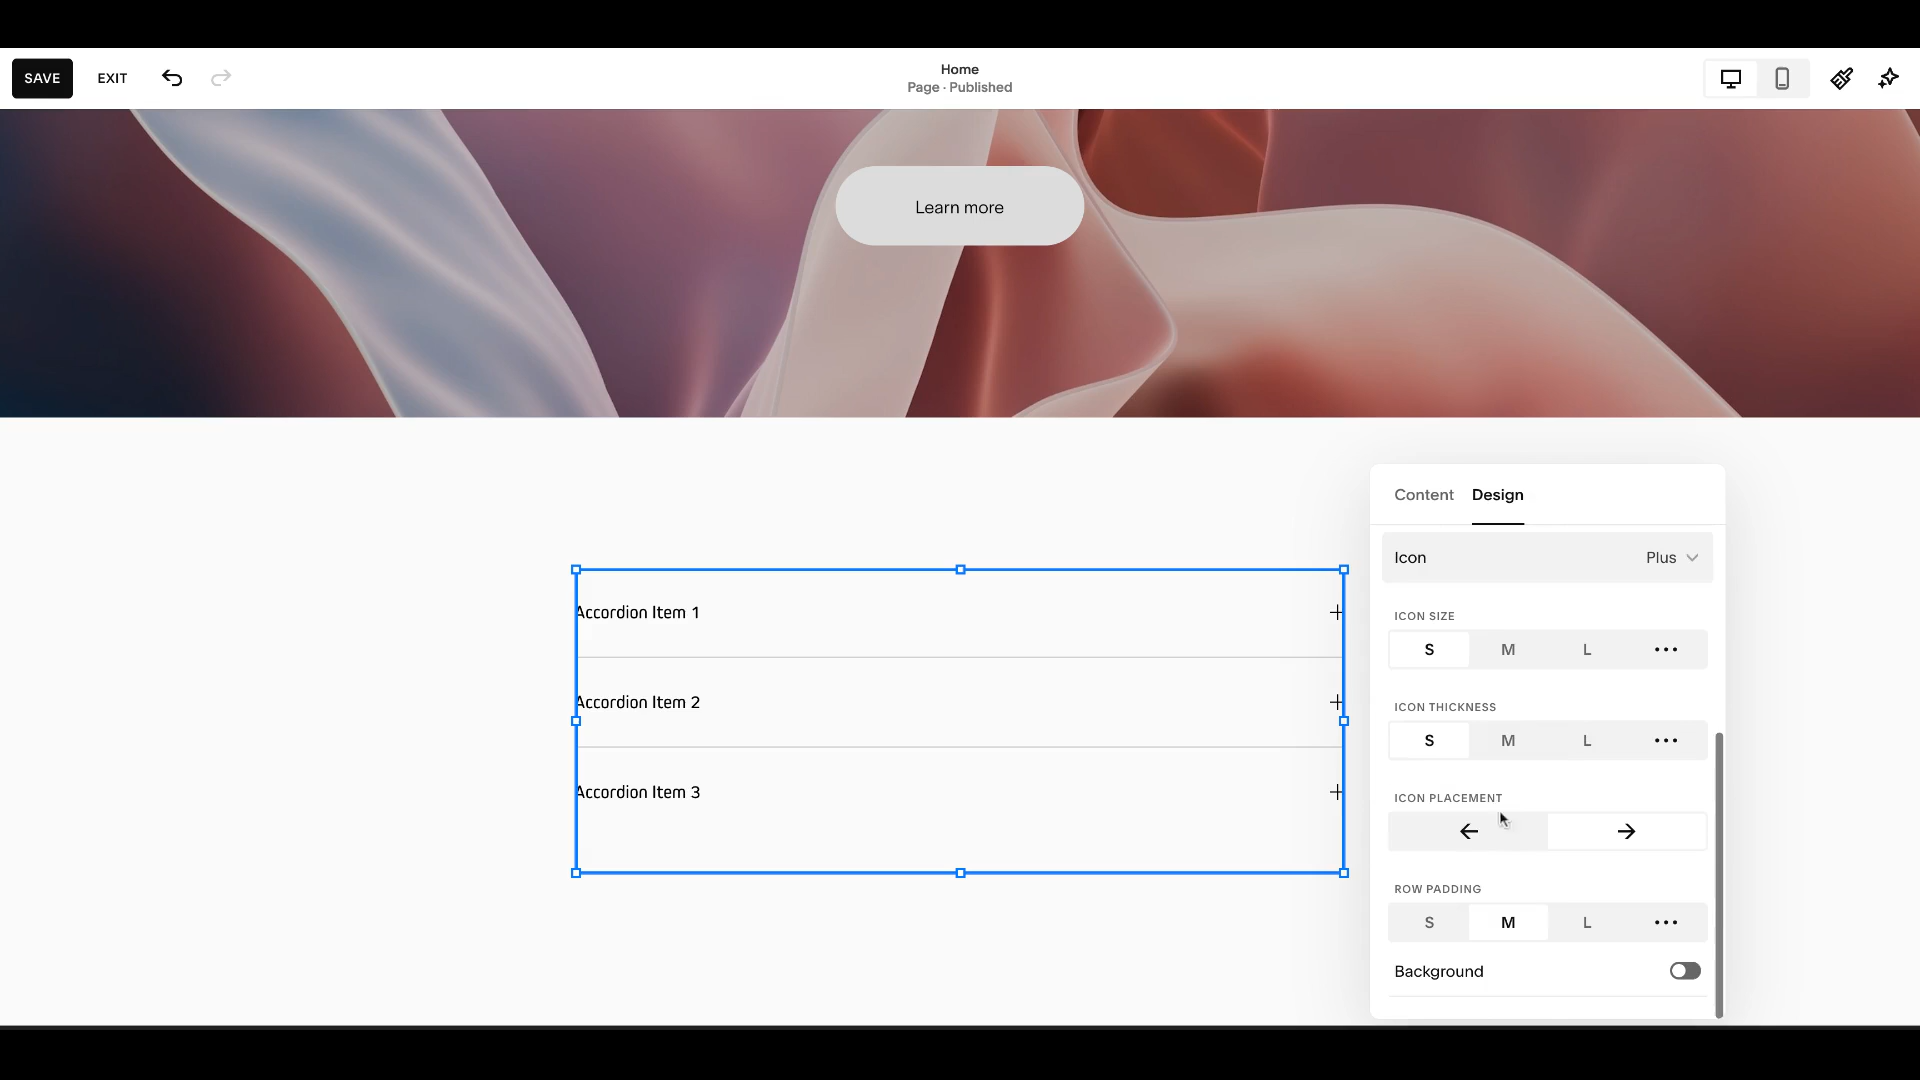 SAVE
EXIT
Home
Page · Published
Learn more
Content
Design
Icon
Plus
ICON SIZE
S M L
ICON THICKNESS
S M L
ICON PLACEMENT
ROW PADDING
S M L
Background
Accordion Item 1
Accordion Item 2
Accordion Item 3